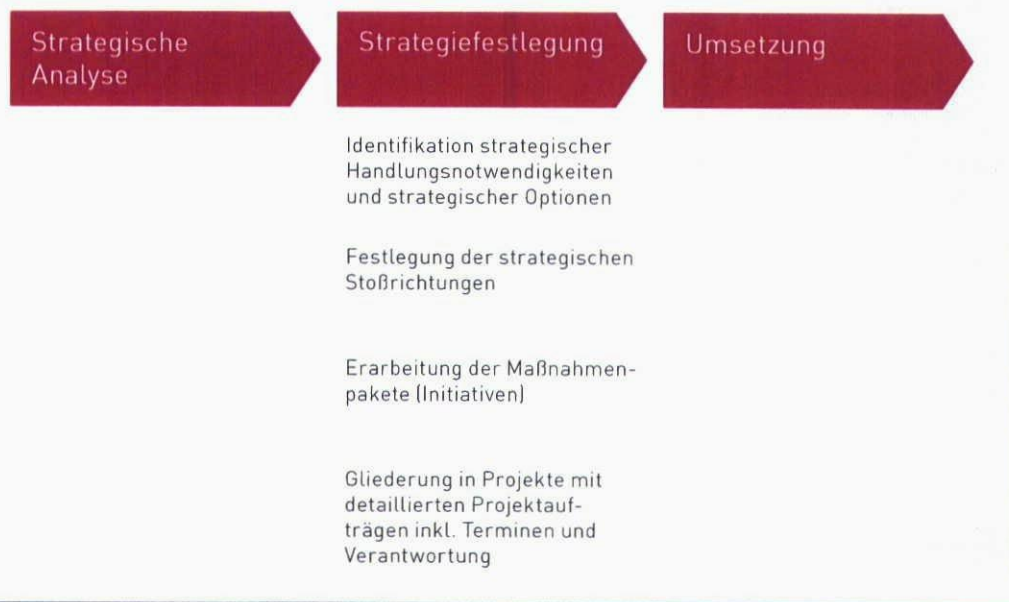 Strategische
Analyse
Strategiefestlegung
Umsetzung
Identifikation strategischer
Handlungsnotwendigkeiten
und strategischer Optionen
Festlegung der strategischen
Stoßrichtungen
Erarbeitung der Maßnahmen-
pakete (Initiativen)
Gliederung in Projekte mit
detaillierten Projektauf-
trägen inkl. Terminen und
Verantwortung